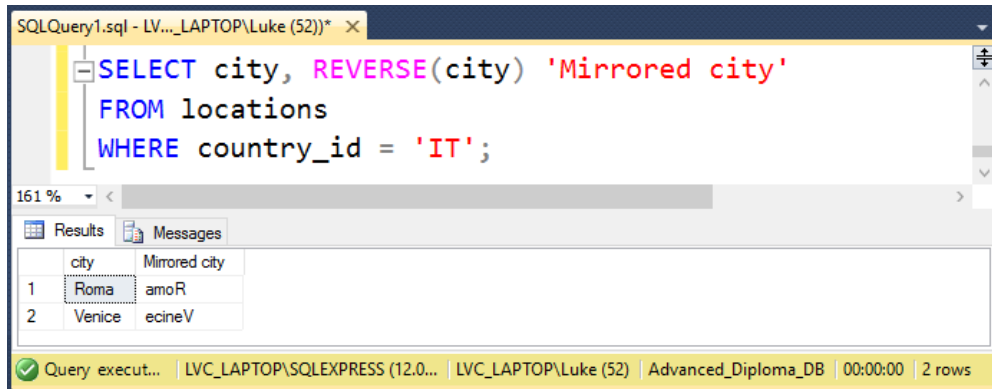 SQLQuery1.sql - LV..._LAPTOP\Luke (52))*
SELECT city, REVERSE(city) 'Mirrored city'
FROM locations
WHERE country_id = 'IT';
161 %
Results Messages
city Mirrored city
1 Roma amoR
2 Venice ecineV
Query execut... LVC_LAPTOP\SQLEXPRESS (12.0... LVC_LAPTOP\Luke (52) Advanced_Diploma_DB 00:00:00 2 rows